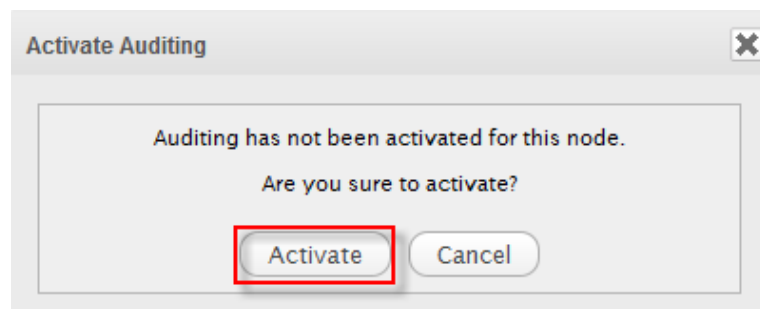 Activate Auditing
Auditing has not been activated for this node.
Are you sure to activate?
Activate Cancel